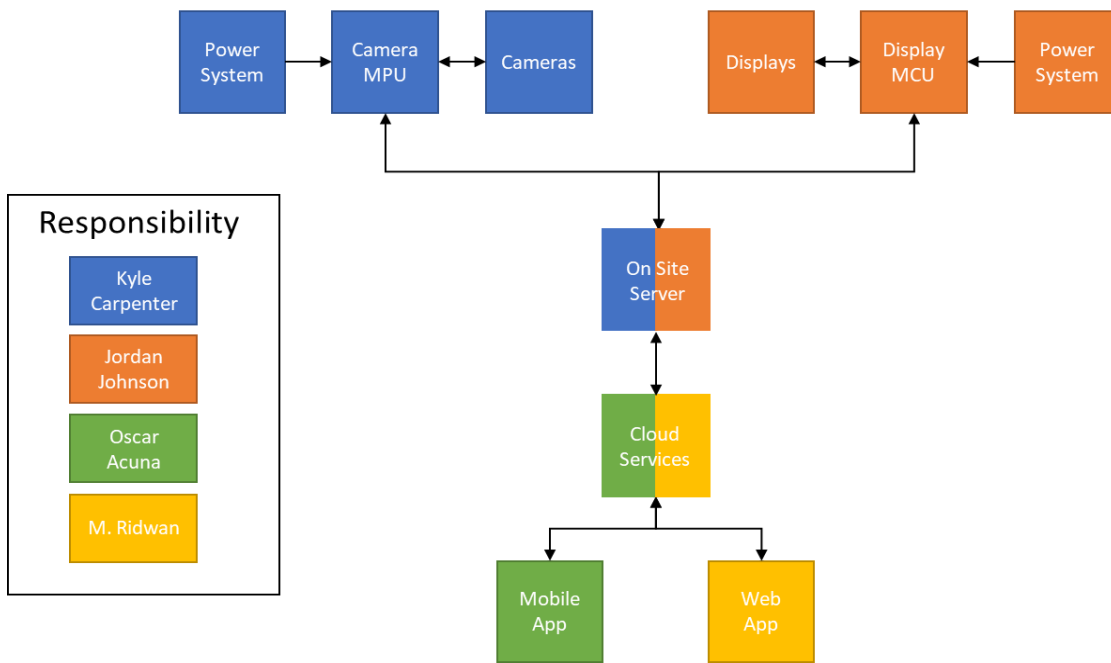 Power
System
Camera
MPU
Cameras
Displays
Display
MCU
Power
System
Responsibility
Kyle
Carpenter
Jordan
Johnson
Oscar
Acuna
M. Ridwan
On Site
Server
Cloud
Services
Mobile
App
Web
App